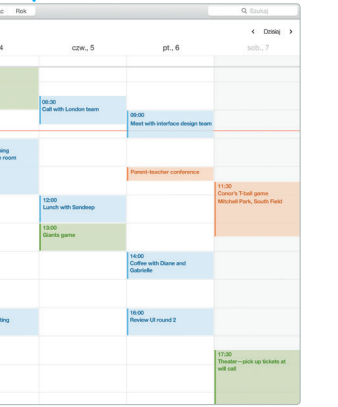 Rok
Szukaj
Dzisiaj
4
czw., 5
pt., 6
sob., 7
08:30
Call with London team
09:00
Meet with interface design team
room
Parent-teacher conference
11:30
Conor's T-ball game
Mitchell Park, South Field
12:00
Lunch with Sandeep
13:00
Giants game
14:00
Coffee with Diane and
Gabrielle
16:00
Review UI round 2
17:30
Theater—pick up tickets at
will call